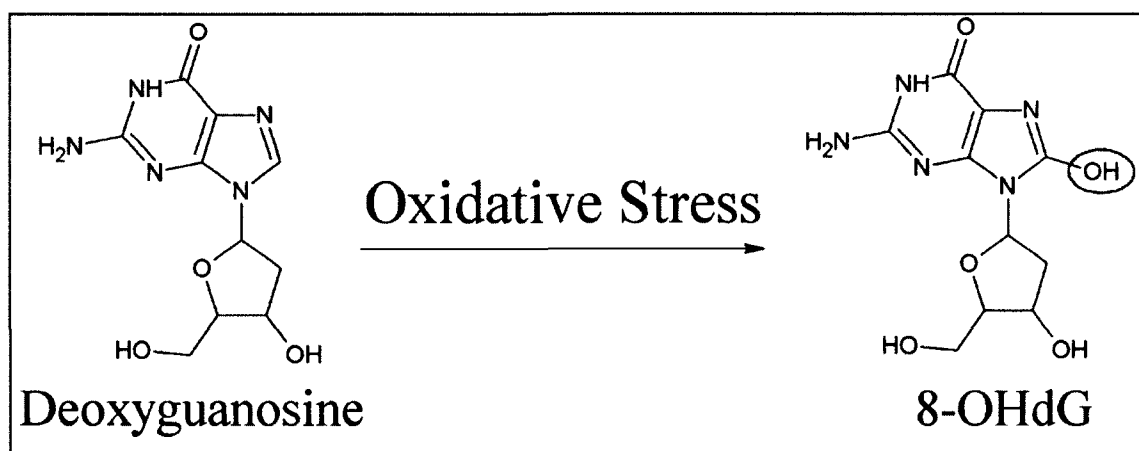 O
NH
N
H₂N
N
N
O
HO
OH
Deoxyguanosine
Oxidative Stress
O
NH
N
H₂N
N
N
OH
O
HO
OH
8-OHdG